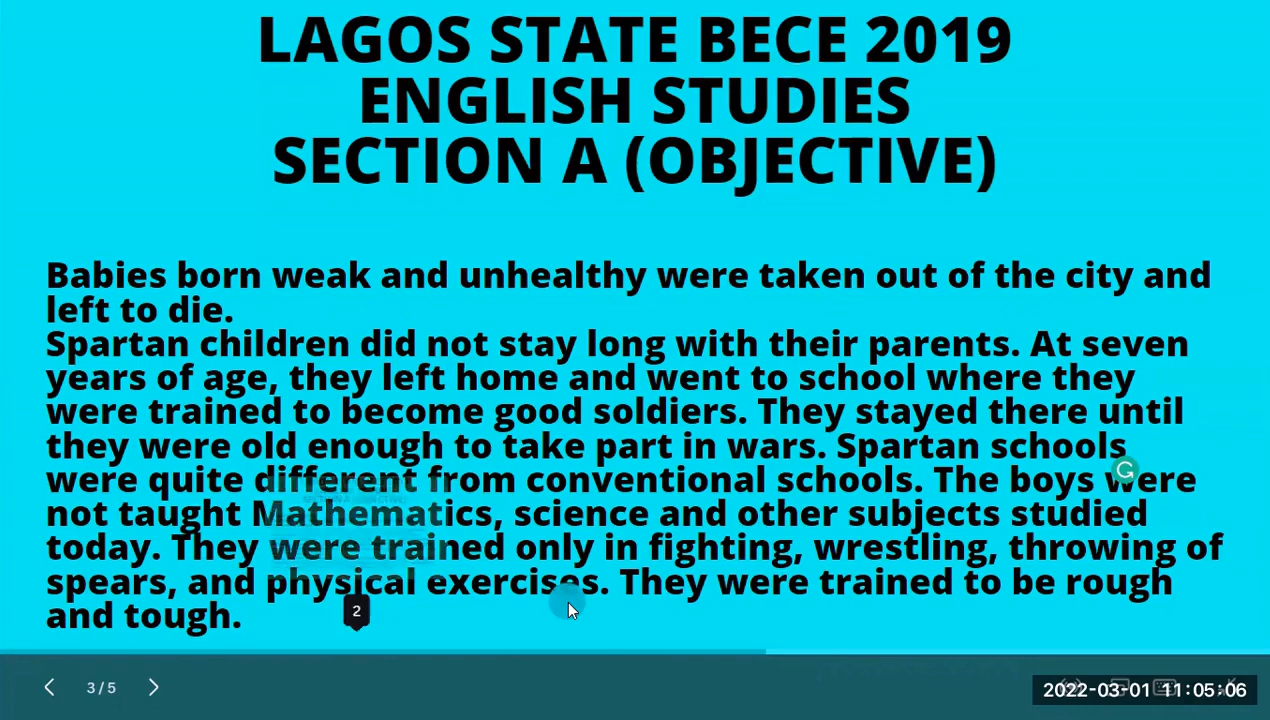 LAGOS STATE BECE 2019
ENGLISH STUDIES
SECTION A (OBJECTIVE)
Babies born weak and unhealthy were taken out of the city and
left to die.
Spartan children did not stay long with their parents. At seven
years of age, they left home and went to school where they
were trained to become good soldiers. They stayed there until
they were old enough to take part in wars. Spartan schools
were quite different from conventional schools. The boys were
not taught Mathematics, science and other subjects studied
today. They were trained only in fighting, wrestling, throwing of
spears, and physical exercises. They were trained to be rough
and tough.
2
3 / 5
2022-03-01 11:05:06